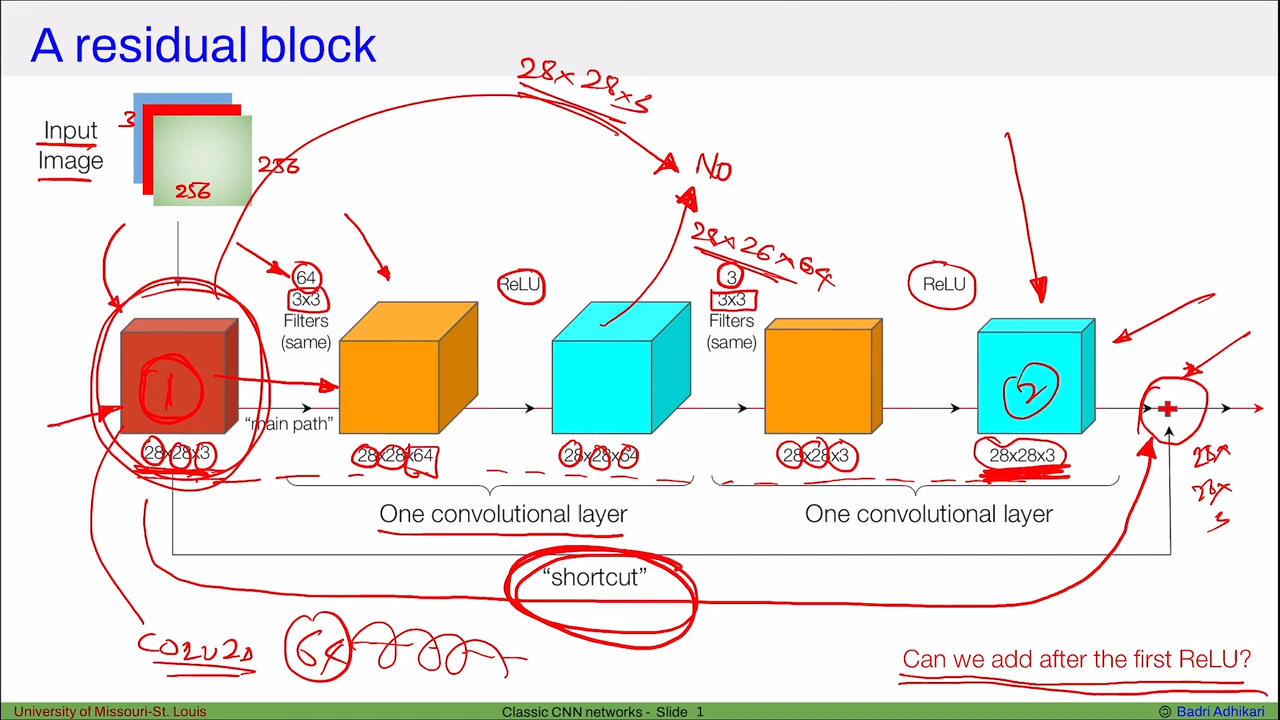 A residual block
28x28x3
Input
Image
3
256
256
NO
28x26x64
64
3x3
Filters
(same)
ReLU
3
3x3
Filters
(same)
ReLU
1
2
"main path"
28x28x3
28x28x64
28x28x64
28x28x3
28x28x3
28x
28x
3
One convolutional layer
One convolutional layer
"shortcut"
CONV2D
64
Can we add after the first ReLU?
University of Missouri-St. Louis
Classic CNN networks - Slide 1
© Badri Adhikari